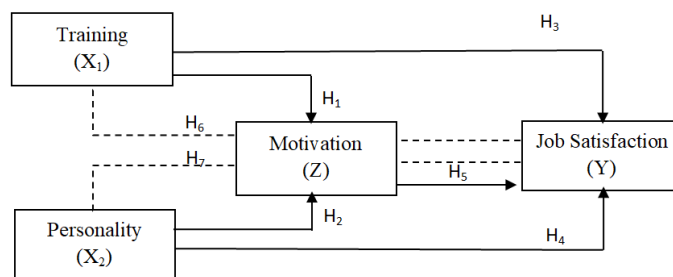 Training
(X₁)
H₃
H₁
H₆
Motivation
(Z)
Job Satisfaction
(Y)
H₇
H₅
Personality
(X₂)
H₂
H₄